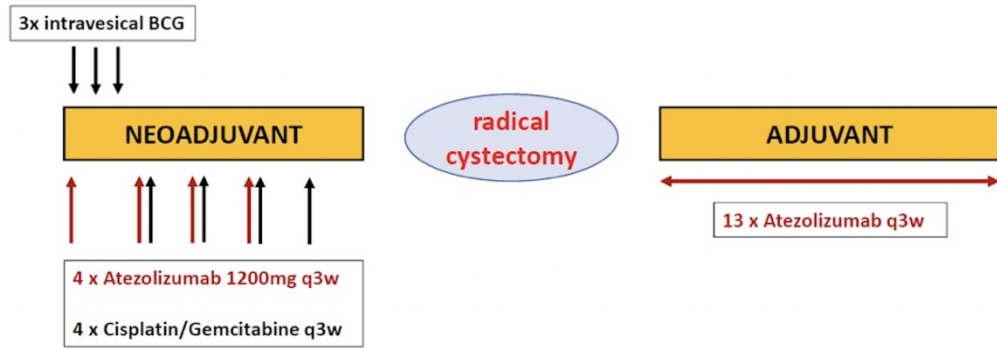 3x intravesical BCG
NEOADJUVANT
radical
cystectomy
ADJUVANT
13 x Atezolizumab q3w
4 x Atezolizumab 1200mg q3w
4 x Cisplatin/Gemcitabine q3w